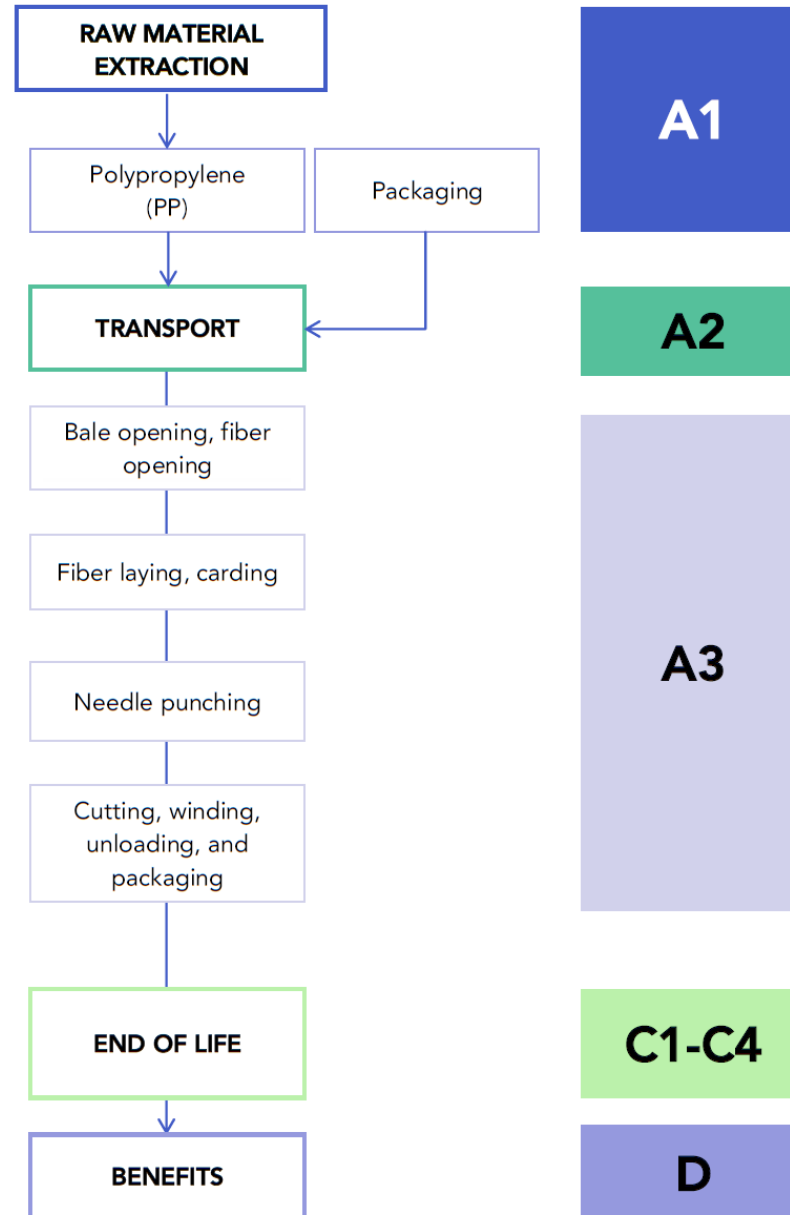 RAW MATERIAL
EXTRACTION
A1
Polypropylene
(PP)
Packaging
TRANSPORT
A2
Bale opening, fiber
opening
Fiber laying, carding
A3
Needle punching
Cutting, winding,
unloading, and
packaging
END OF LIFE
C1-C4
BENEFITS
D